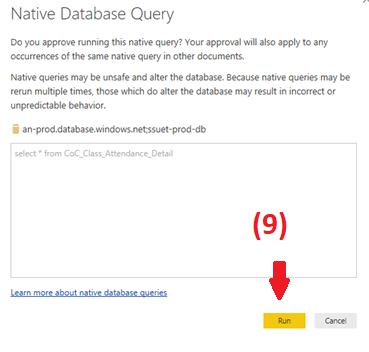 Native Database Query
Do you approve running this native query? Your approval will also apply to any
occurrences of the same native query in other documents.
Native queries may be unsafe and alter the database. Because native queries may be
rerun multiple times, those which do alter the database may result in incorrect or
unpredictable behavior.
an-prod.database.windows.net;ssuet-prod-db
select * from CoC_Class_Attendance_Detail
(9)
Learn more about native database queries
Run Cancel